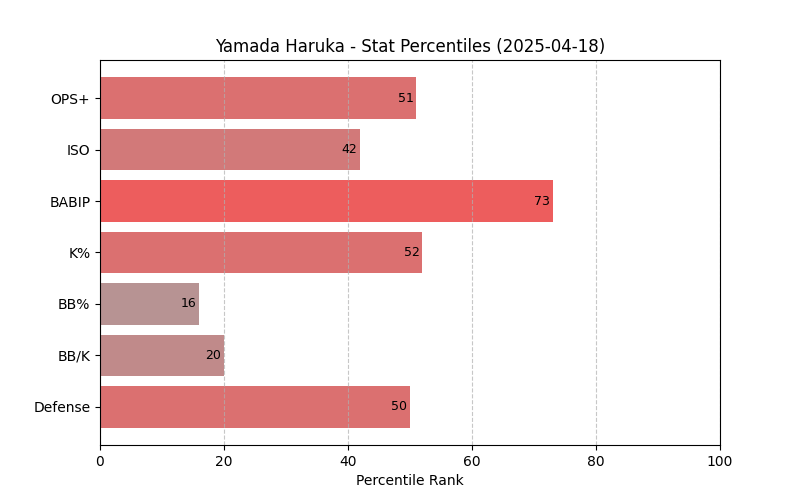 Yamada Haruka - Stat Percentiles (2025-04-18)
OPS+ 51
ISO 42
BABIP 73
K% 52
BB% 16
BB/K 20
Defense 50
0 20 40 60 80 100
Percentile Rank